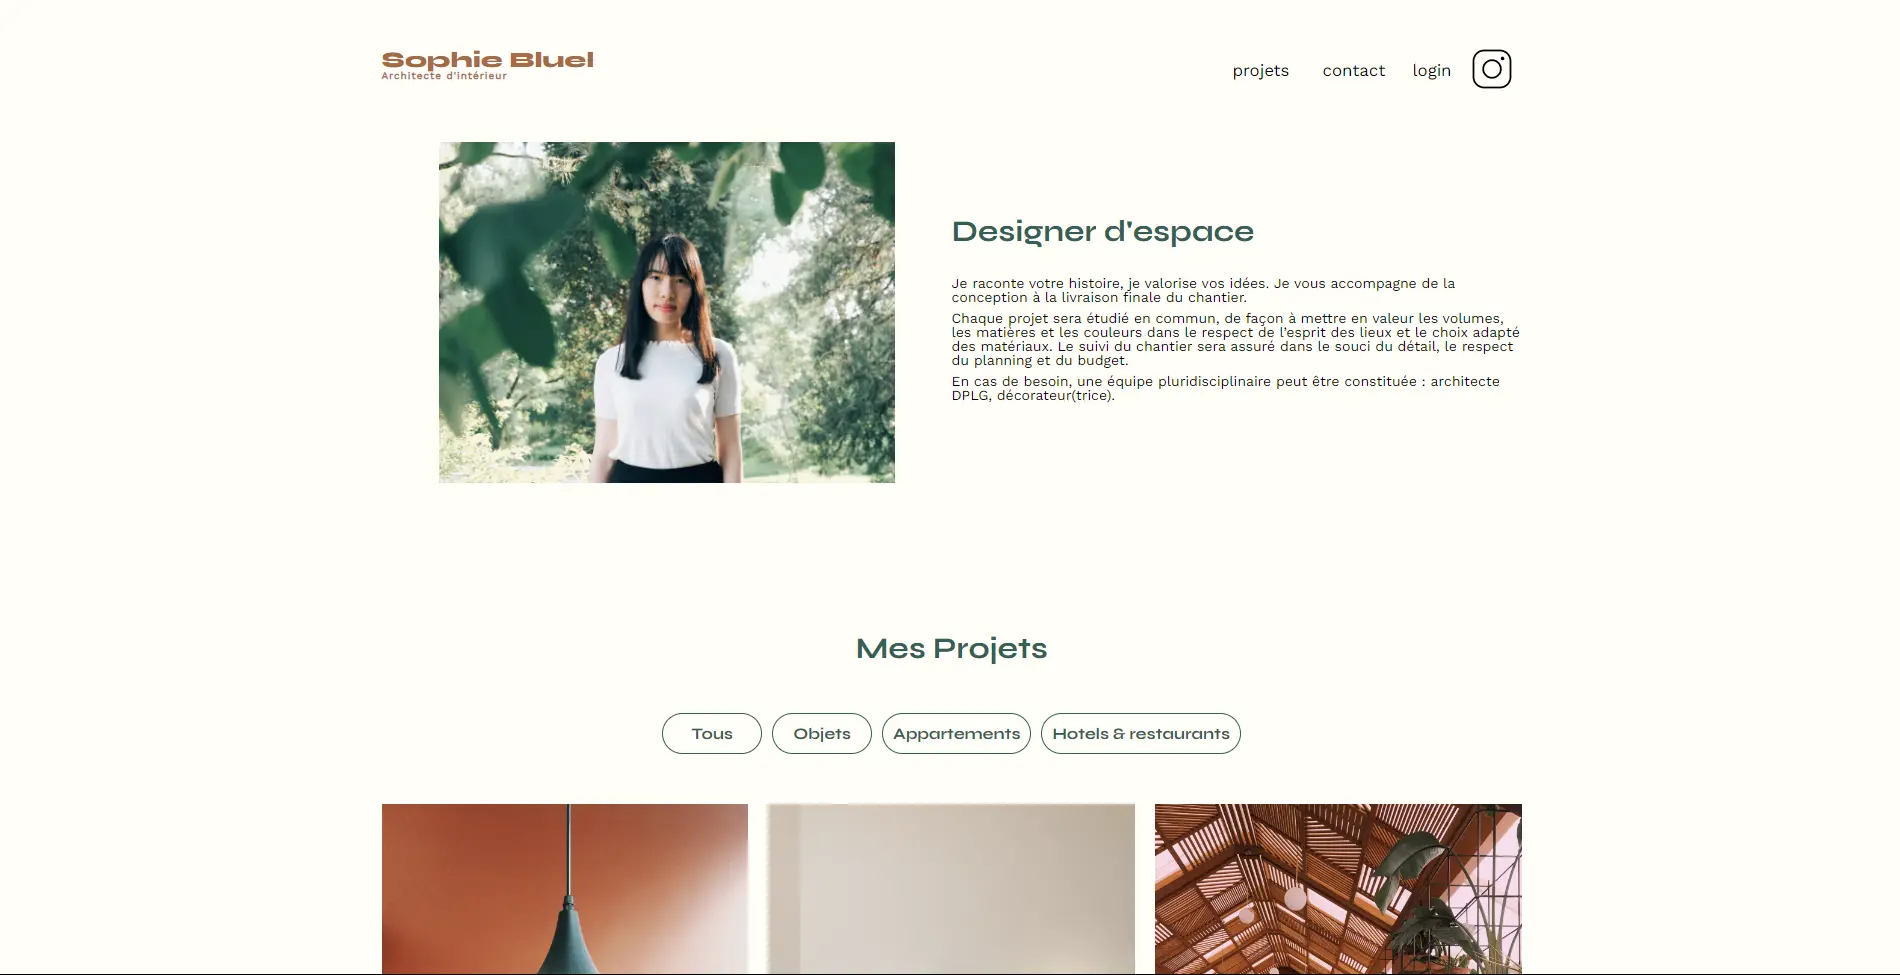 Sophie Bluel
Architecte d'intérieur
projets
contact
login
Designer d'espace
Je raconte votre histoire, je valorise vos idées. Je vous accompagne de la
conception à la livraison finale du chantier.
Chaque projet sera étudié en commun, de façon à mettre en valeur les volumes,
les matières et les couleurs dans le respect de l’esprit des lieux et le choix adapté
des matériaux. Le suivi du chantier sera assuré dans le souci du détail, le respect
du planning et du budget.
En cas de besoin, une équipe pluridisciplinaire peut être constituée : architecte
DPLG, décorateur(trice).
Mes Projets
Tous
Objets
Appartements
Hotels & restaurants